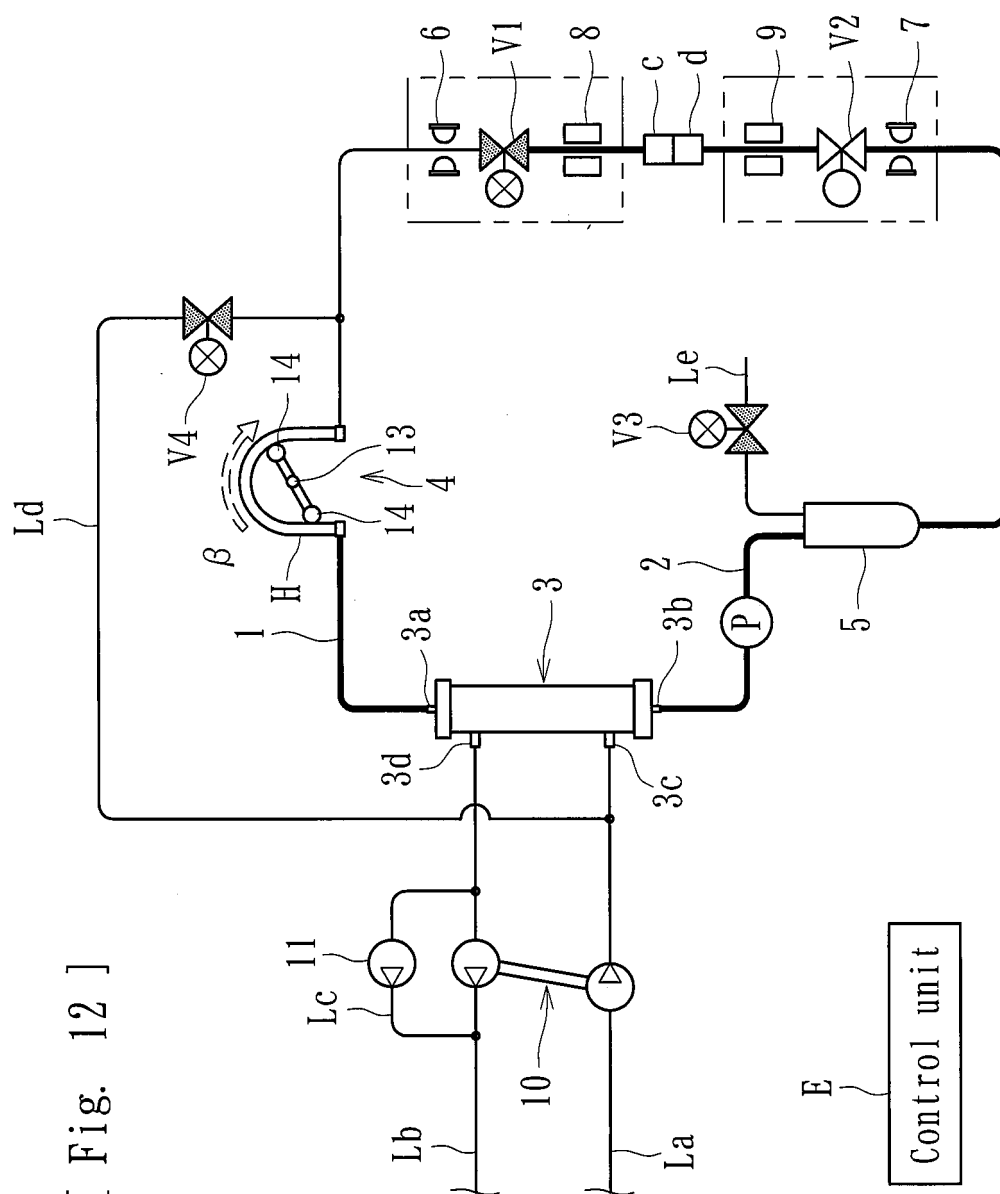 [ Fig. 12 ]
6
V1
8
c
d
9
V2
7
V4
14
13
4
14
β
H
1
Ld
V3
Le
2
P
5
3a
3
3b
3d
3c
11
Lc
10
Lb
La
E
Control unit